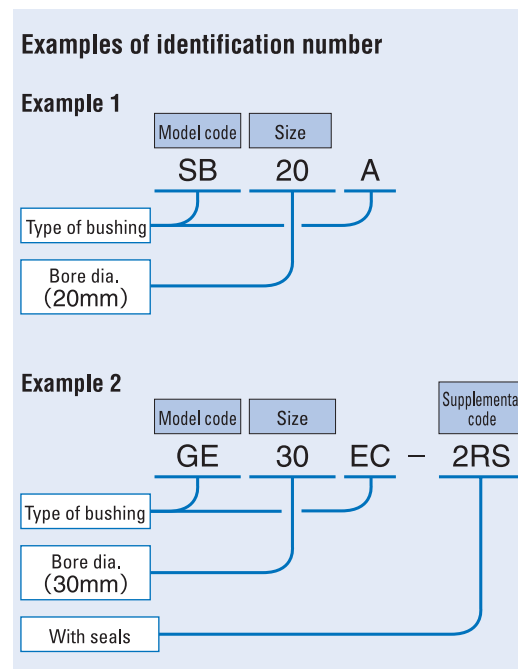 Examples of identification number
Example 1
Model code Size
SB 20 A
Type of bushing
Bore dia.
(20mm)
Example 2
Supplementa
Model code Size code
GE 30 EC – 2RS
Type of bushing
Bore dia.
(30mm)
With seals